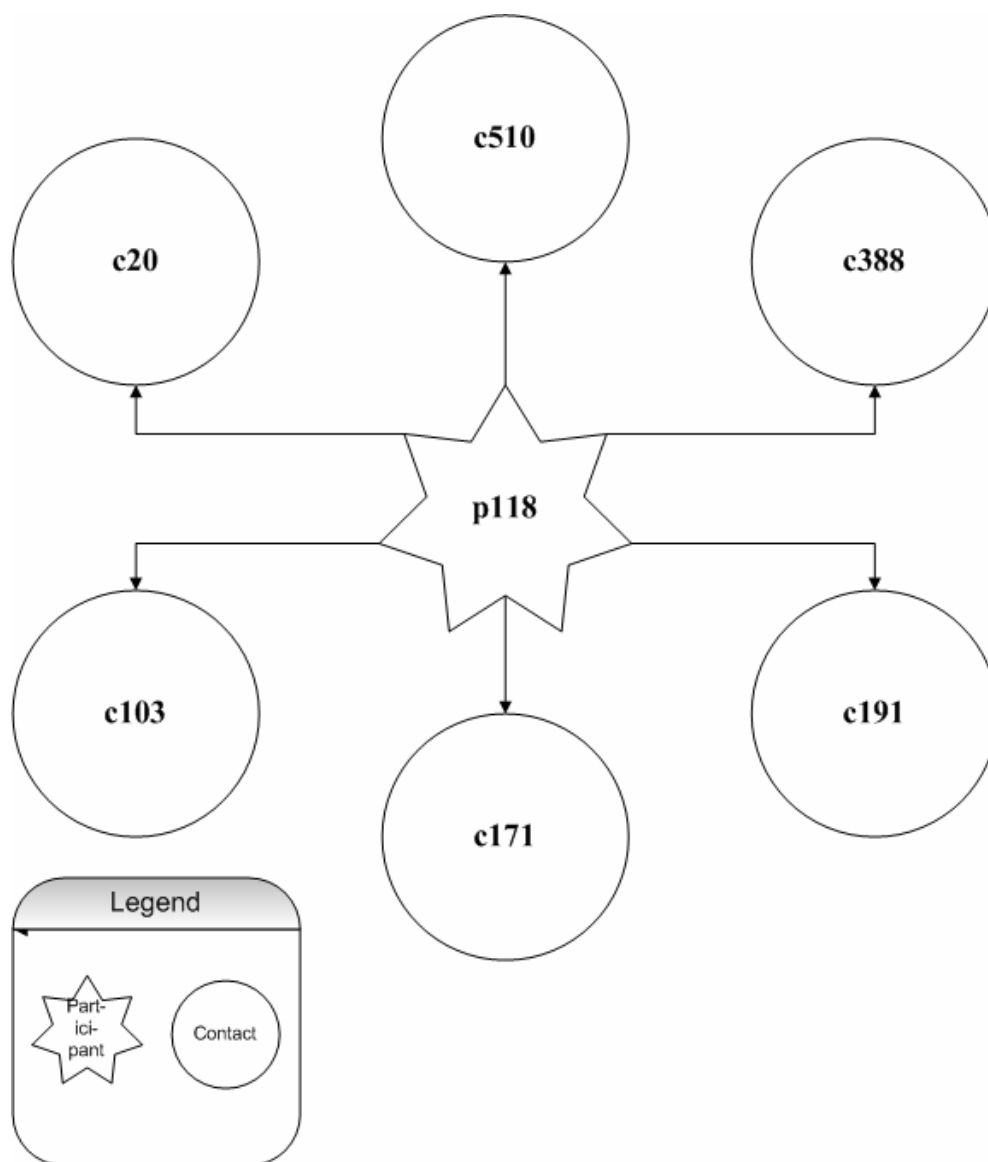 c510
c20
c388
p118
c103
c191
c171
Legend
Part-
ici-
pant
Contact